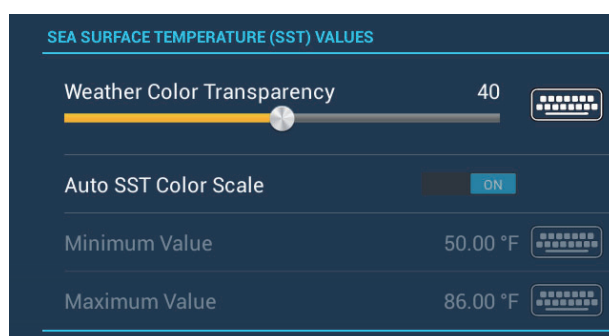 SEA SURFACE TEMPERATURE (SST) VALUES
Weather Color Transparency 40
Auto SST Color Scale ON
Minimum Value 50.00 °F
Maximum Value 86.00 °F